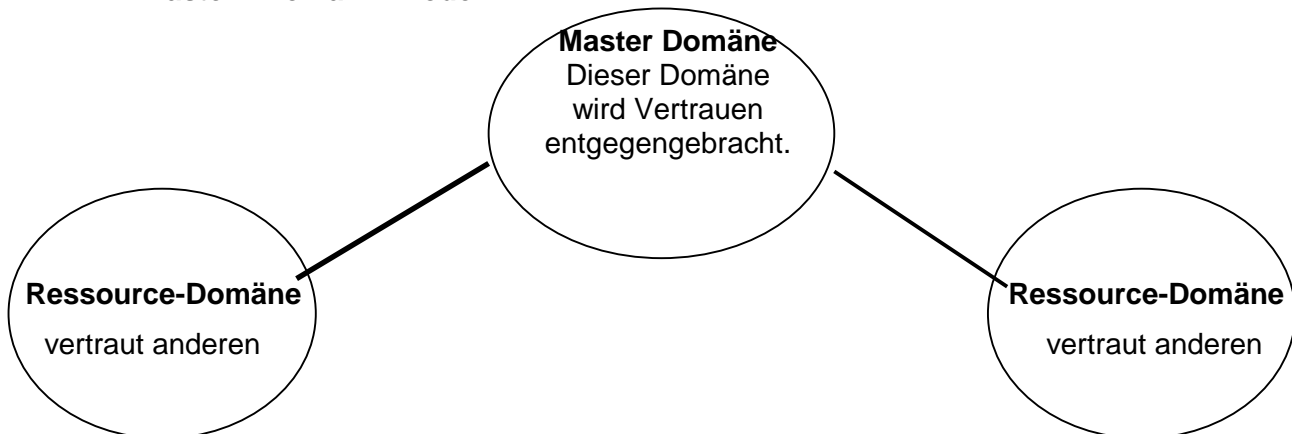 Master Domäne
Dieser Domäne
wird Vertrauen
entgegengebracht.
Ressource-Domäne
vertraut anderen
Ressource-Domäne
vertraut anderen